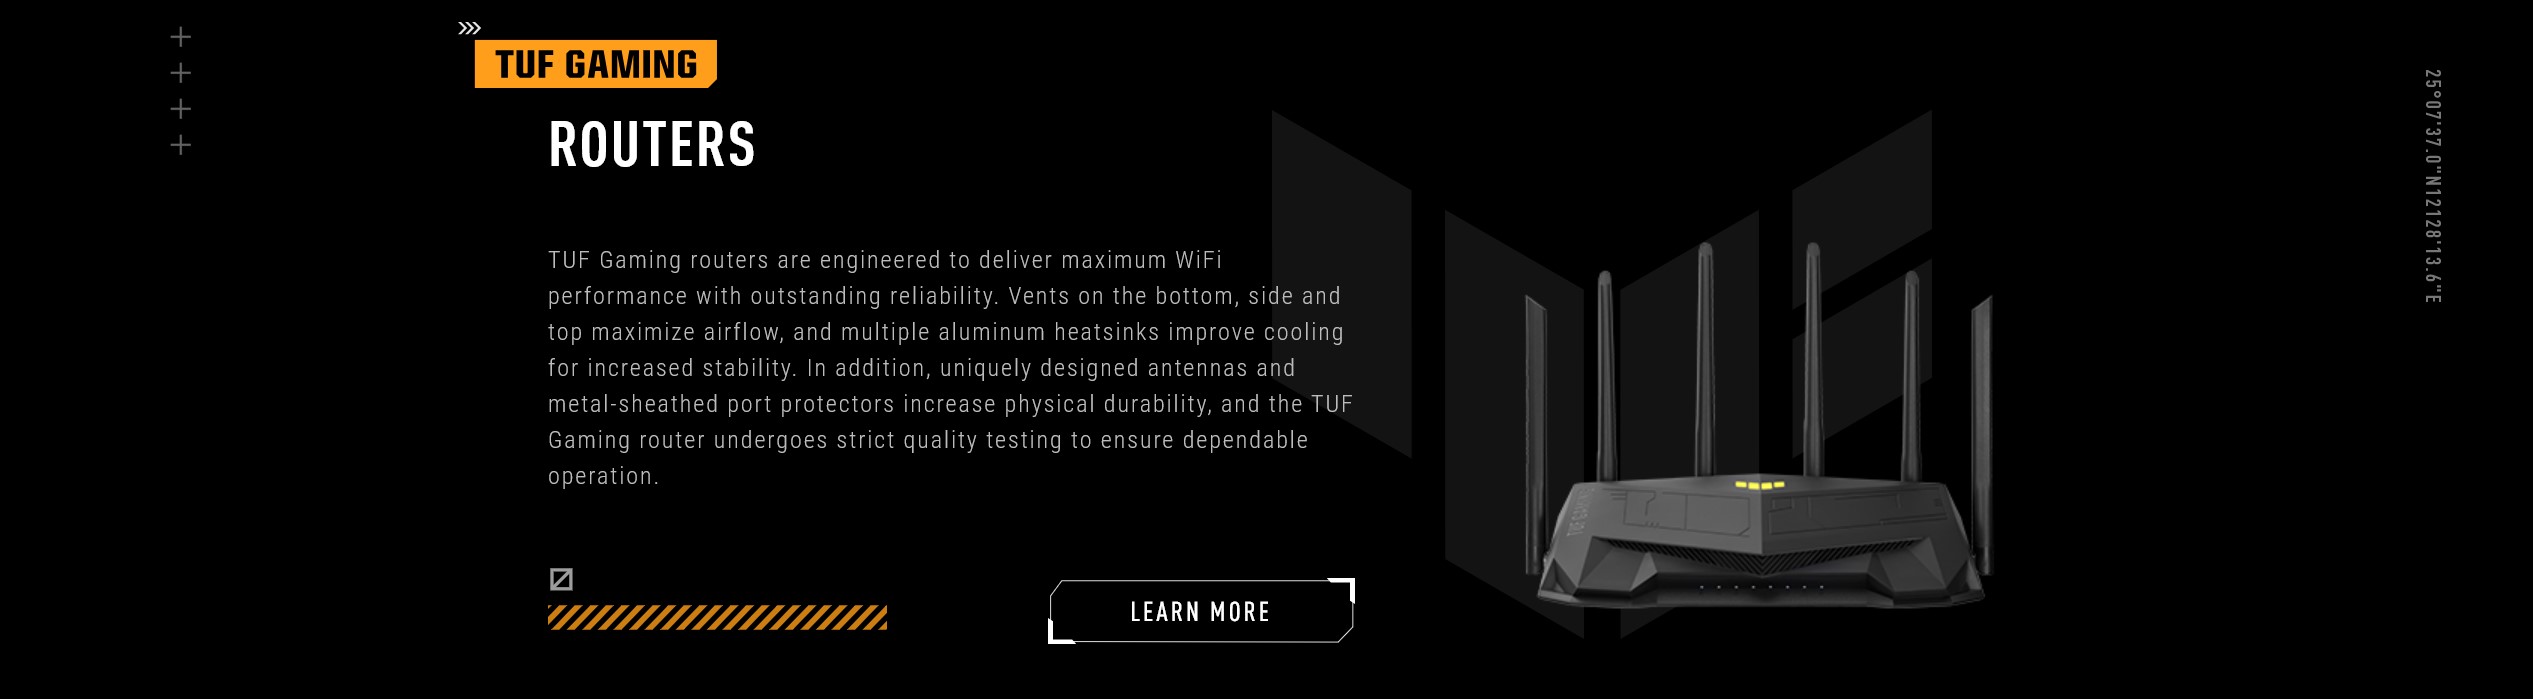 TUF GAMING
ROUTERS
TUF Gaming routers are engineered to deliver maximum WiFi
performance with outstanding reliability. Vents on the bottom, side and
top maximize airflow, and multiple aluminum heatsinks improve cooling
for increased stability. In addition, uniquely designed antennas and
metal-sheathed port protectors increase physical durability, and the TUF
Gaming router undergoes strict quality testing to ensure dependable
operation.
LEARN MORE
TUF GAMING
25°07'37.0"N12128'13.6"E